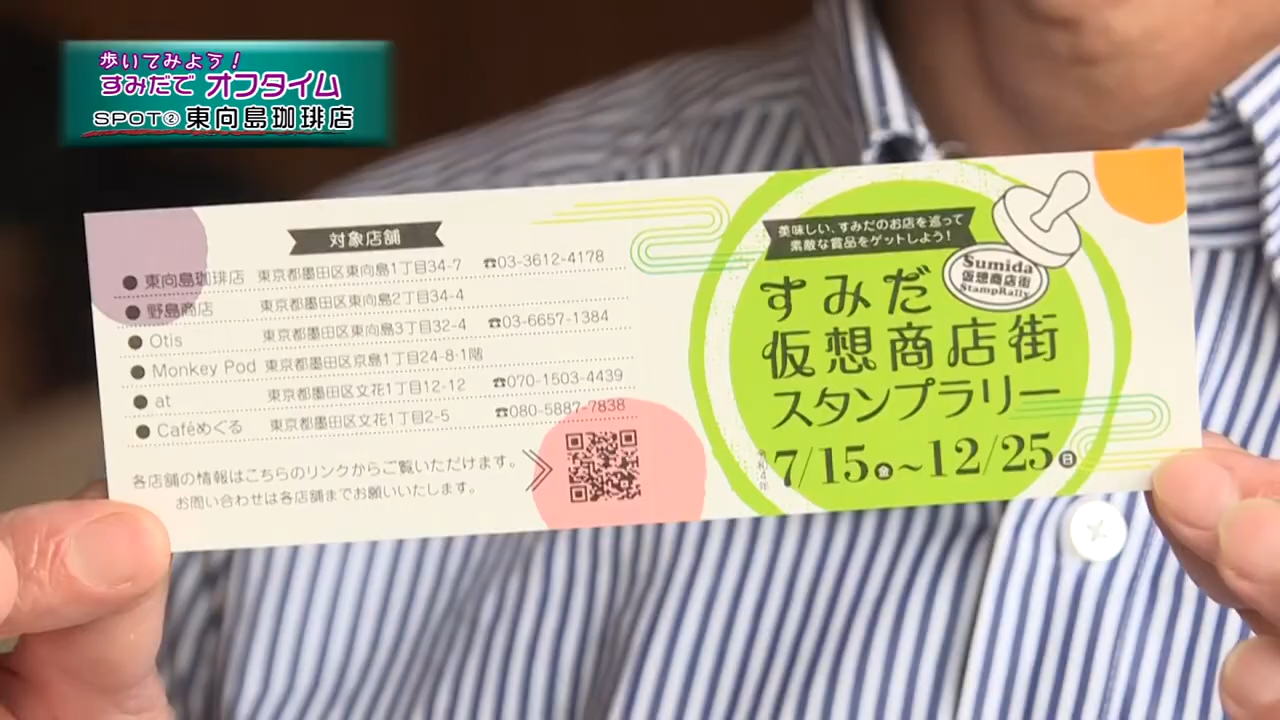 歩いてみよう！
すみだで オフタイム
SPOT② 東向島珈琲店
対象店舗
● 東向島珈琲店 東京都墨田区東向島1丁目34-7 ☎03-3612-4178
● 野島商店 東京都墨田区東向島2丁目34-4
● Otis 東京都墨田区東向島3丁目32-4 ☎03-6657-1384
● Monkey Pod 東京都墨田区京島1丁目24-8-1階
● at 東京都墨田区文花1丁目12-12 ☎070-1503-4439
● Caféめぐる 東京都墨田区文花1丁目2-5 ☎080-5887-7838
各店舗の情報はこちらのリンクからご覧いただけます。
お問い合わせは各店舗までお願いいたします。
美味しい、すみだのお店を巡って
素敵な賞品をゲットしよう！
Sumida
仮想商店街
StampRally
すみだ
仮想商店街
スタンプラリー
令和4年 7/15金～12/25日